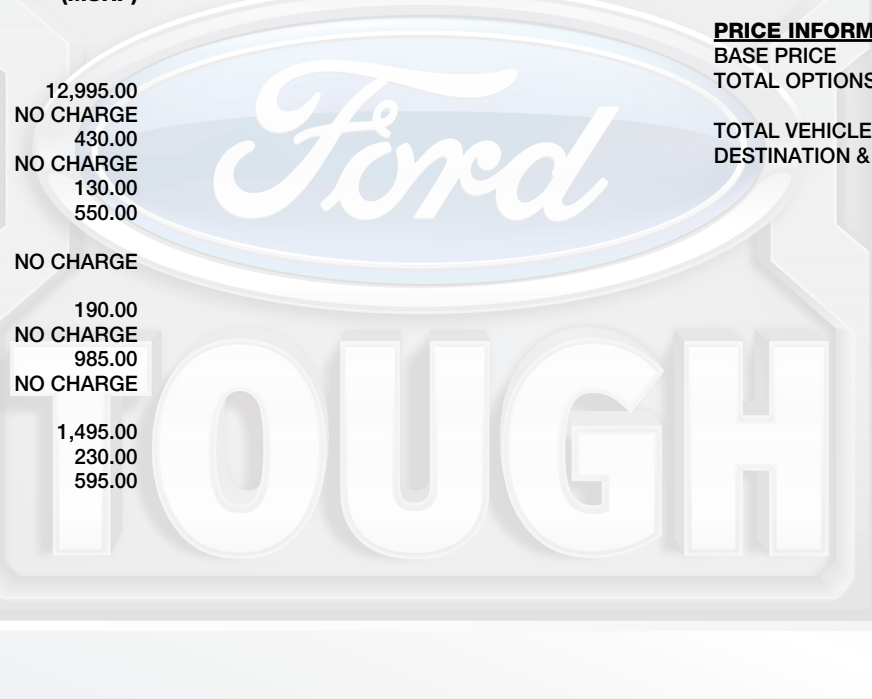 12,995.00
NO CHARGE
430.00
NO CHARGE
130.00
550.00
NO CHARGE
190.00
NO CHARGE
985.00
NO CHARGE
1,495.00
230.00
595.00
PRICE INFORM
BASE PRICE
TOTAL OPTIONS
TOTAL VEHICLE
DESTINATION &
Ford
TOUGH